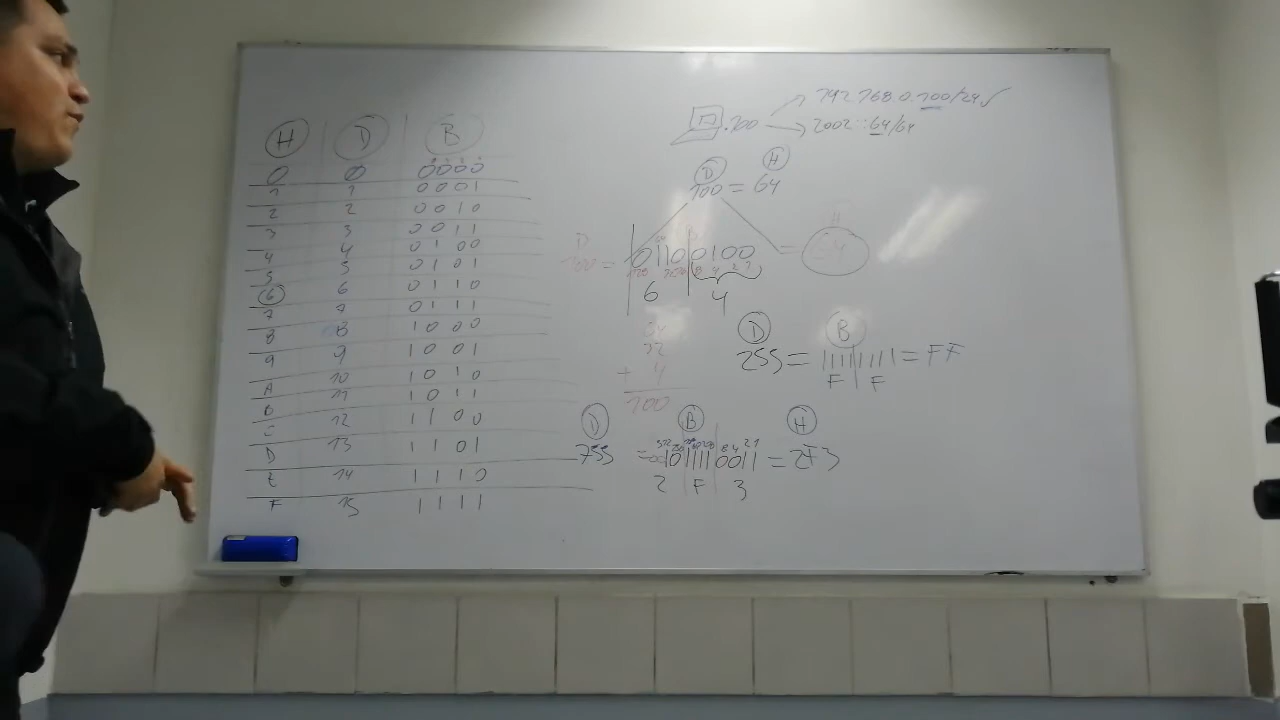 H D B
0 0 0000
1 1 0001
2 2 0010
3 3 0011
4 4 0100
5 5 0101
6 6 0110
7 7 0111
8 8 1000
9 9 1001
A 10 1010
B 11 1011
C 12 1100
D 13 1101
E 14 1110
F 15 1111
.100
192.168.0.100/24
2002::64/64
D H
100 = 64
D
100 = 01100100 = 64
6 4
64
32
+ 4
100
D B
255 = 11111111 = FF
F F
D B H
755 = 001011110011 = 2F3
2 F 3